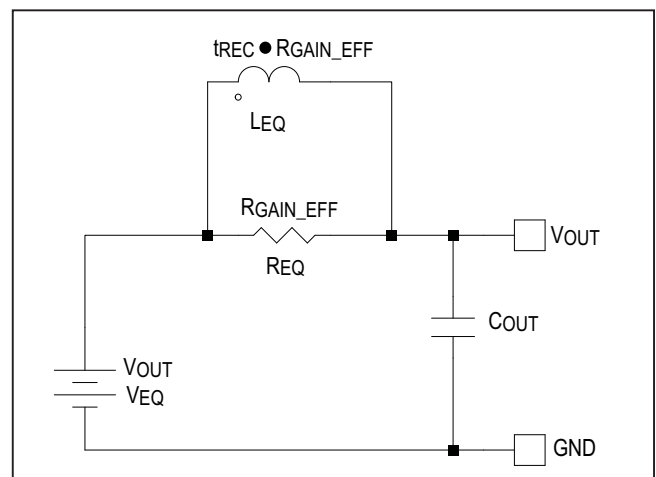 tREC • RGAIN_EFF
LEQ
RGAIN_EFF
REQ
VOUT
COUT
VOUT
VEQ
GND